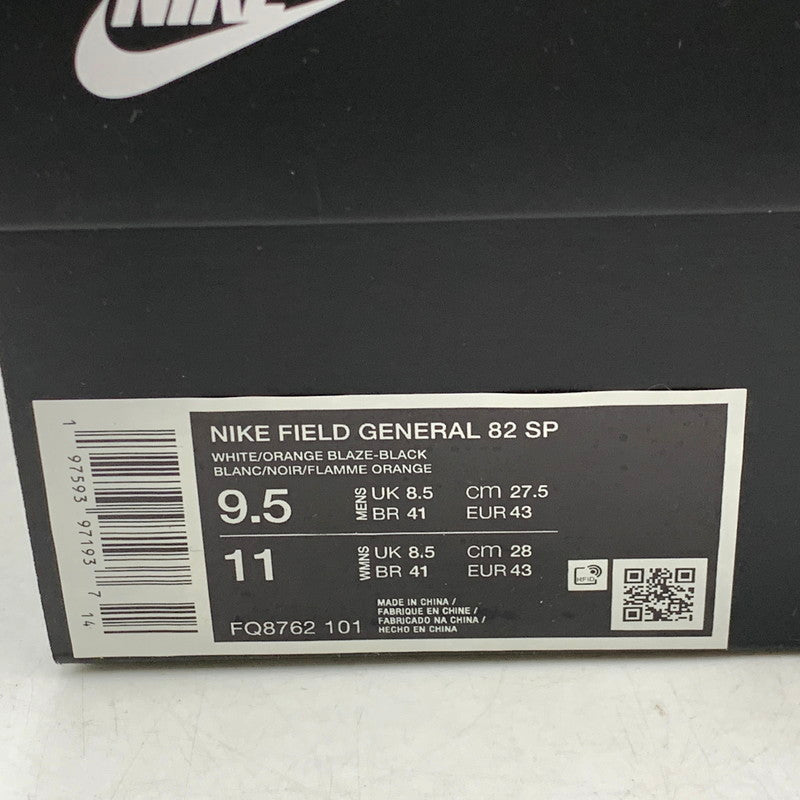 NIKE
NIKE FIELD GENERAL 82 SP
WHITE/ORANGE BLAZE-BLACK
BLANC/NOIR/FLAMME ORANGE
9.5 MENS UK 8.5 cm 27.5
BR 41 EUR 43
11 WMNS UK 8.5 cm 28
BR 41 EUR 43
FQ8762 101
MADE IN CHINA /
FABRIQUE EN CHINE /
FABRICADO NA CHINA /
HECHO EN CHINA
RFID
1 97593 97193 7 14